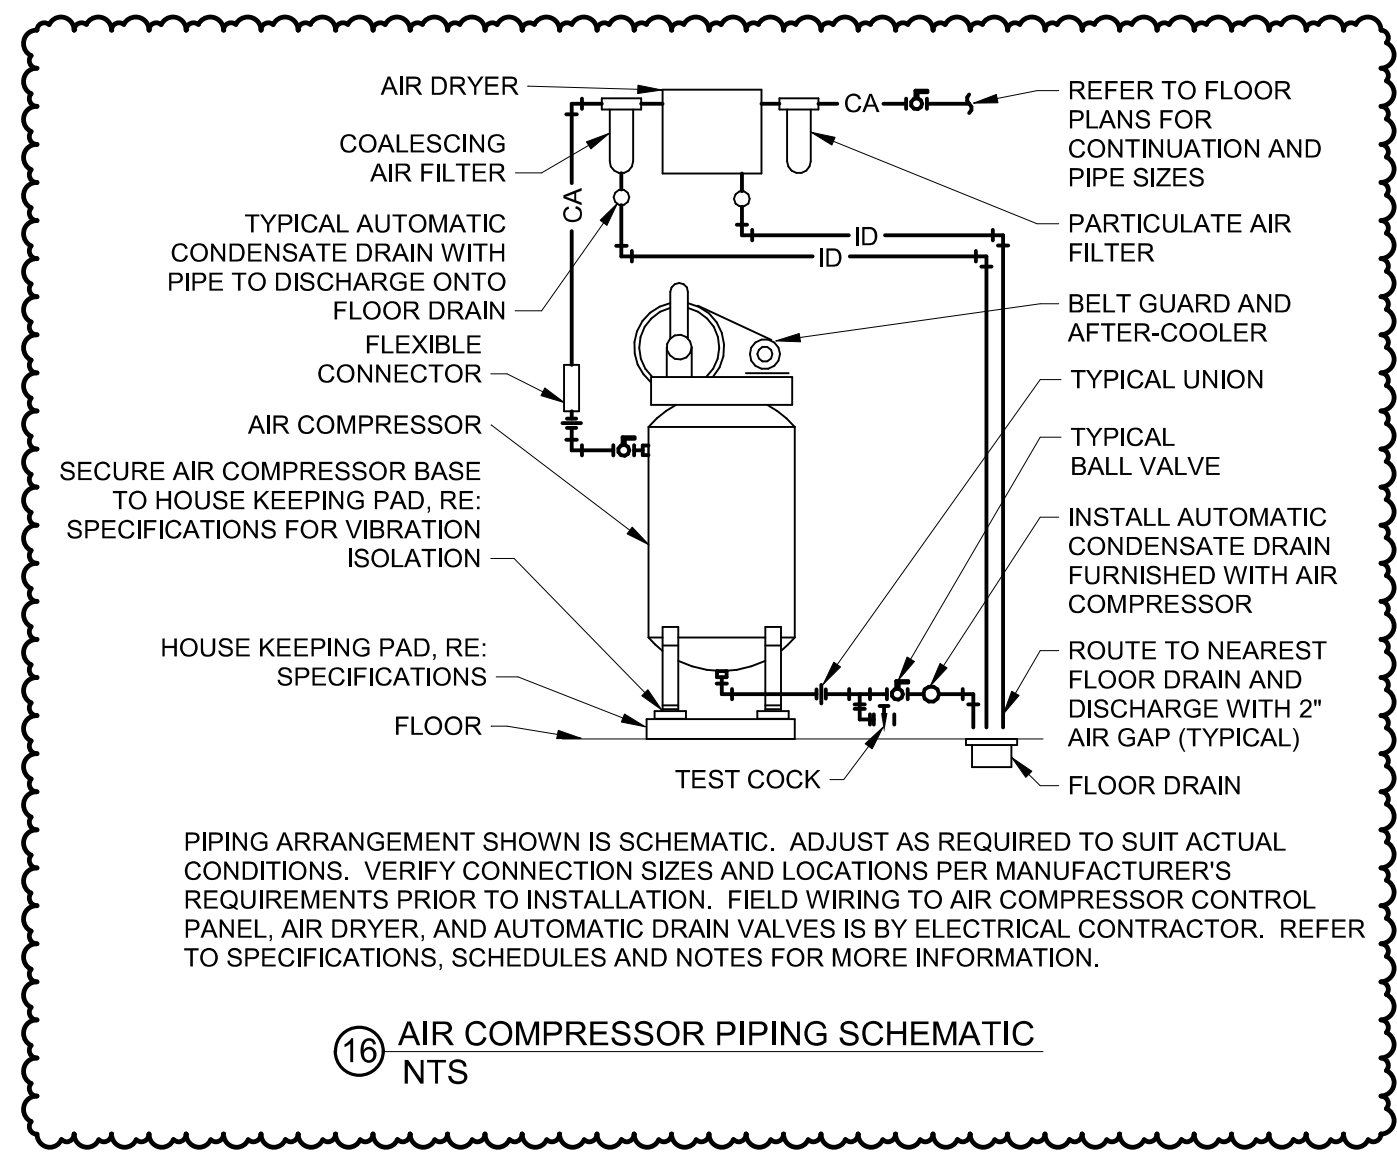 AIR DRYER
COALESCING
AIR FILTER
TYPICAL AUTOMATIC
CONDENSATE DRAIN WITH
PIPE TO DISCHARGE ONTO
FLOOR DRAIN
FLEXIBLE
CONNECTOR
AIR COMPRESSOR
SECURE AIR COMPRESSOR BASE
TO HOUSE KEEPING PAD, RE:
SPECIFICATIONS FOR VIBRATION
ISOLATION
HOUSE KEEPING PAD, RE:
SPECIFICATIONS
FLOOR
CA
CA
ID
ID
TEST COCK
REFER TO FLOOR
PLANS FOR
CONTINUATION AND
PIPE SIZES
PARTICULATE AIR
FILTER
BELT GUARD AND
AFTER-COOLER
TYPICAL UNION
TYPICAL
BALL VALVE
INSTALL AUTOMATIC
CONDENSATE DRAIN
FURNISHED WITH AIR
COMPRESSOR
ROUTE TO NEAREST
FLOOR DRAIN AND
DISCHARGE WITH 2"
AIR GAP (TYPICAL)
FLOOR DRAIN
PIPING ARRANGEMENT SHOWN IS SCHEMATIC. ADJUST AS REQUIRED TO SUIT ACTUAL
CONDITIONS. VERIFY CONNECTION SIZES AND LOCATIONS PER MANUFACTURER'S
REQUIREMENTS PRIOR TO INSTALLATION. FIELD WIRING TO AIR COMPRESSOR CONTROL
PANEL, AIR DRYER, AND AUTOMATIC DRAIN VALVES IS BY ELECTRICAL CONTRACTOR. REFER
TO SPECIFICATIONS, SCHEDULES AND NOTES FOR MORE INFORMATION.
16 AIR COMPRESSOR PIPING SCHEMATIC
NTS